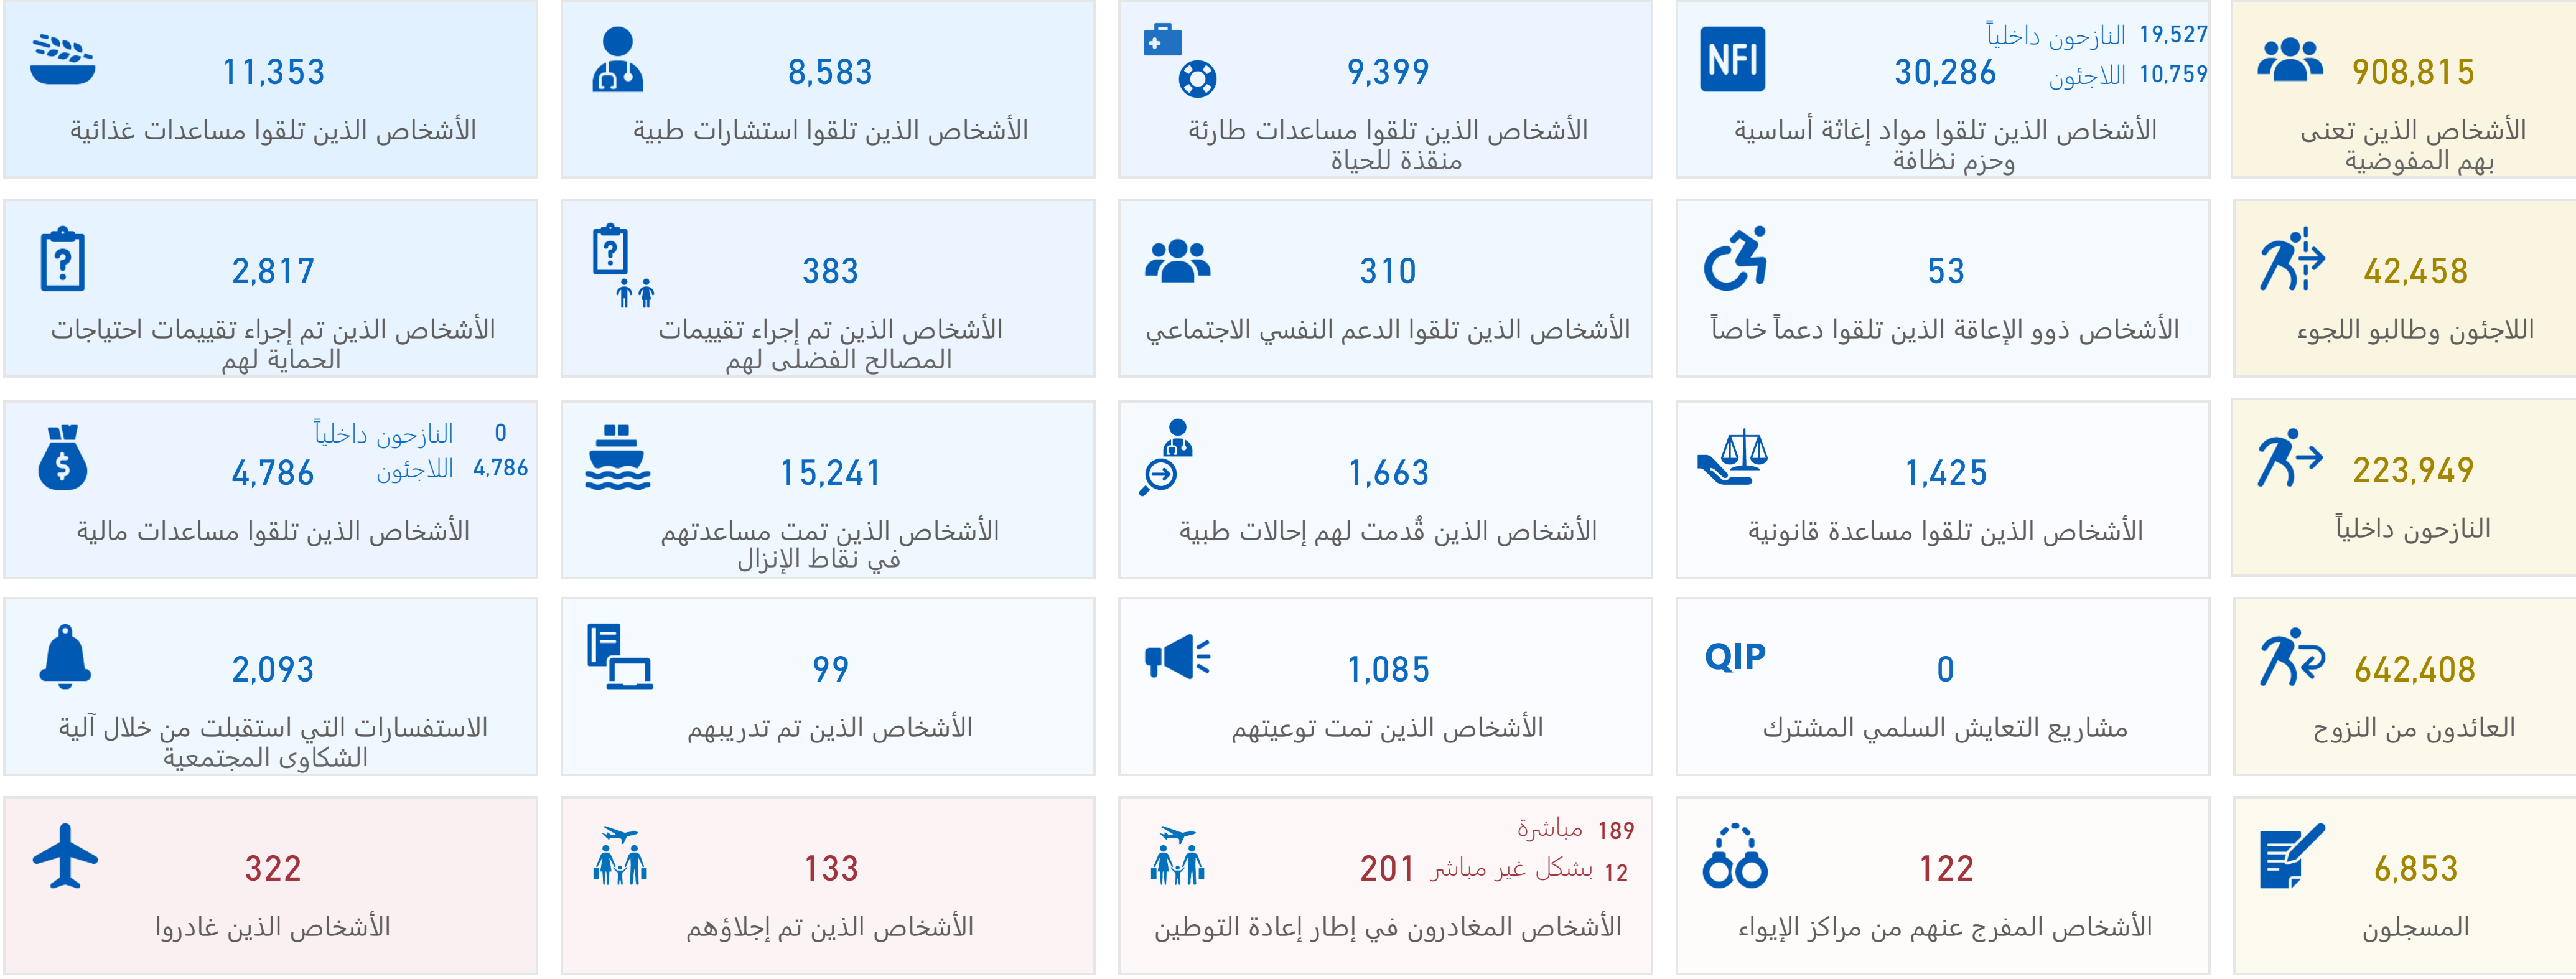 908,815
الأشخاص الذين تعنى
بهم المفوضية
NFI
30,286
19,527 النازحون داخلياً
10,759 اللاجئون
الأشخاص الذين تلقوا مواد إغاثة أساسية
وحزم نظافة
9,399
الأشخاص الذين تلقوا مساعدات طارئة
منقذة للحياة
8,583
الأشخاص الذين تلقوا استشارات طبية
11,353
الأشخاص الذين تلقوا مساعدات غذائية
42,458
اللاجئون وطالبو اللجوء
53
الأشخاص ذوو الإعاقة الذين تلقوا دعماً خاصاً
310
الأشخاص الذين تلقوا الدعم النفسي الاجتماعي
?
383
الأشخاص الذين تم إجراء تقييمات
المصالح الفضلى لهم
?
2,817
الأشخاص الذين تم إجراء تقييمات احتياجات
الحماية لهم
223,949
النازحون داخلياً
1,425
الأشخاص الذين تلقوا مساعدة قانونية
1,663
الأشخاص الذين قُدمت لهم إحالات طبية
15,241
الأشخاص الذين تمت مساعدتهم
في نقاط الإنزال
$
0 النازحون داخلياً
4,786 اللاجئون
4,786
الأشخاص الذين تلقوا مساعدات مالية
642,408
العائدون من النزوح
QIP
0
مشاريع التعايش السلمي المشترك
1,085
الأشخاص الذين تمت توعيتهم
99
الأشخاص الذين تم تدريبهم
2,093
الاستفسارات التي استقبلت من خلال آلية
الشكاوى المجتمعية
6,853
المسجلون
122
الأشخاص المفرج عنهم من مراكز الإيواء
189 مباشرة
12 بشكل غير مباشر
201
الأشخاص المغادرون في إطار إعادة التوطين
133
الأشخاص الذين تم إجلاؤهم
322
الأشخاص الذين غادروا